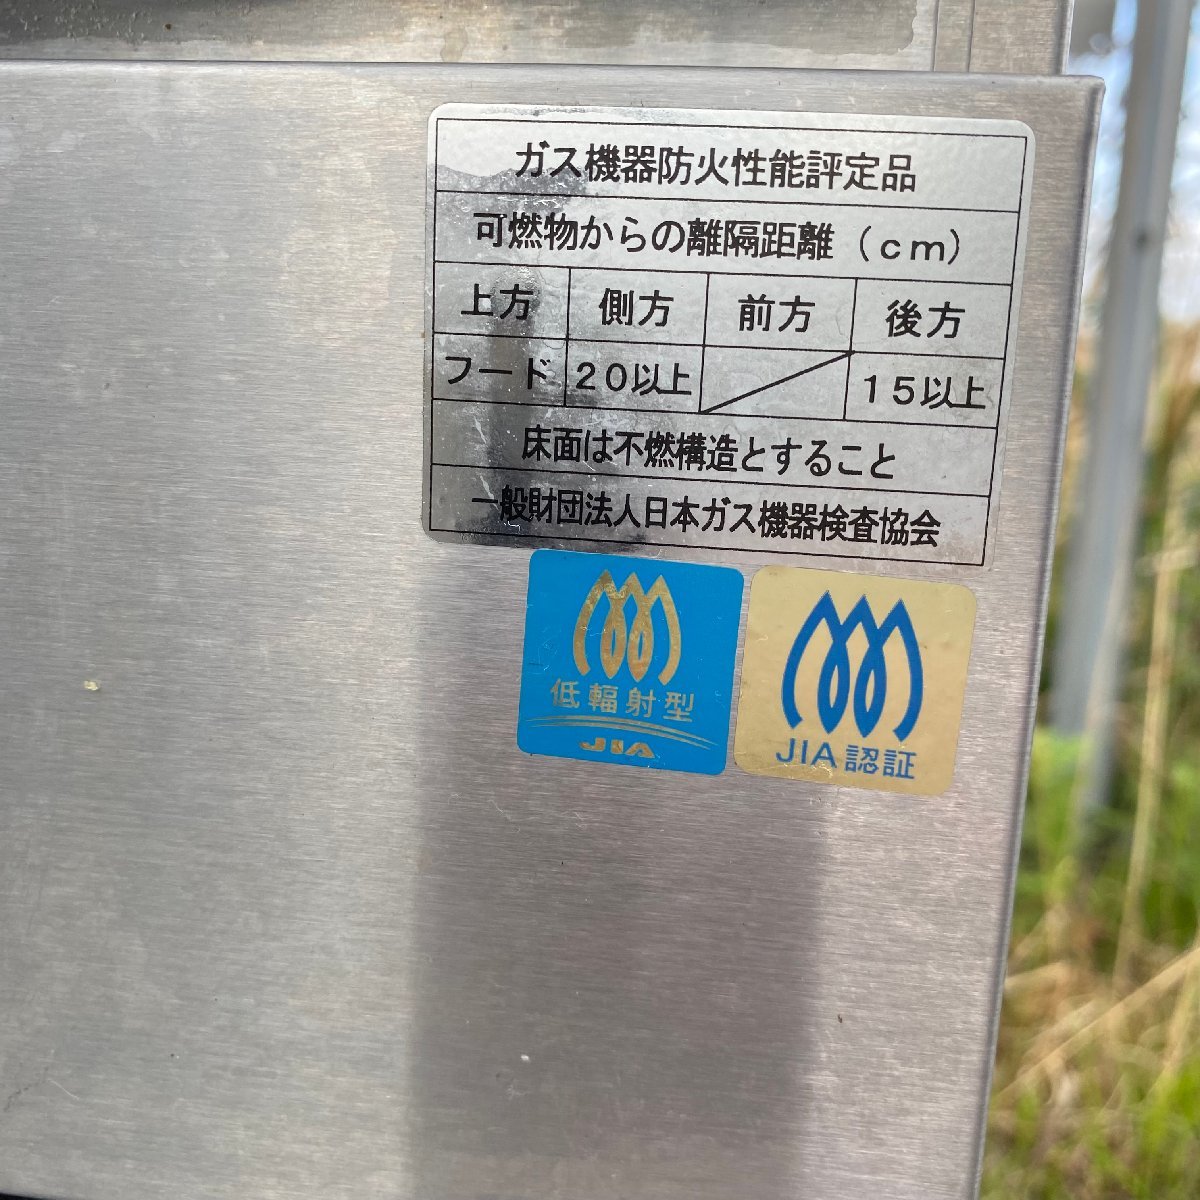 ガス機器防火性能評定品
可燃物からの離隔距離（ｃｍ）
上方 側方 前方 後方
フード ２０以上 １５以上
床面は不燃構造とすること
一般財団法人日本ガス機器検査協会
低輻射型
JIA
JIA認証